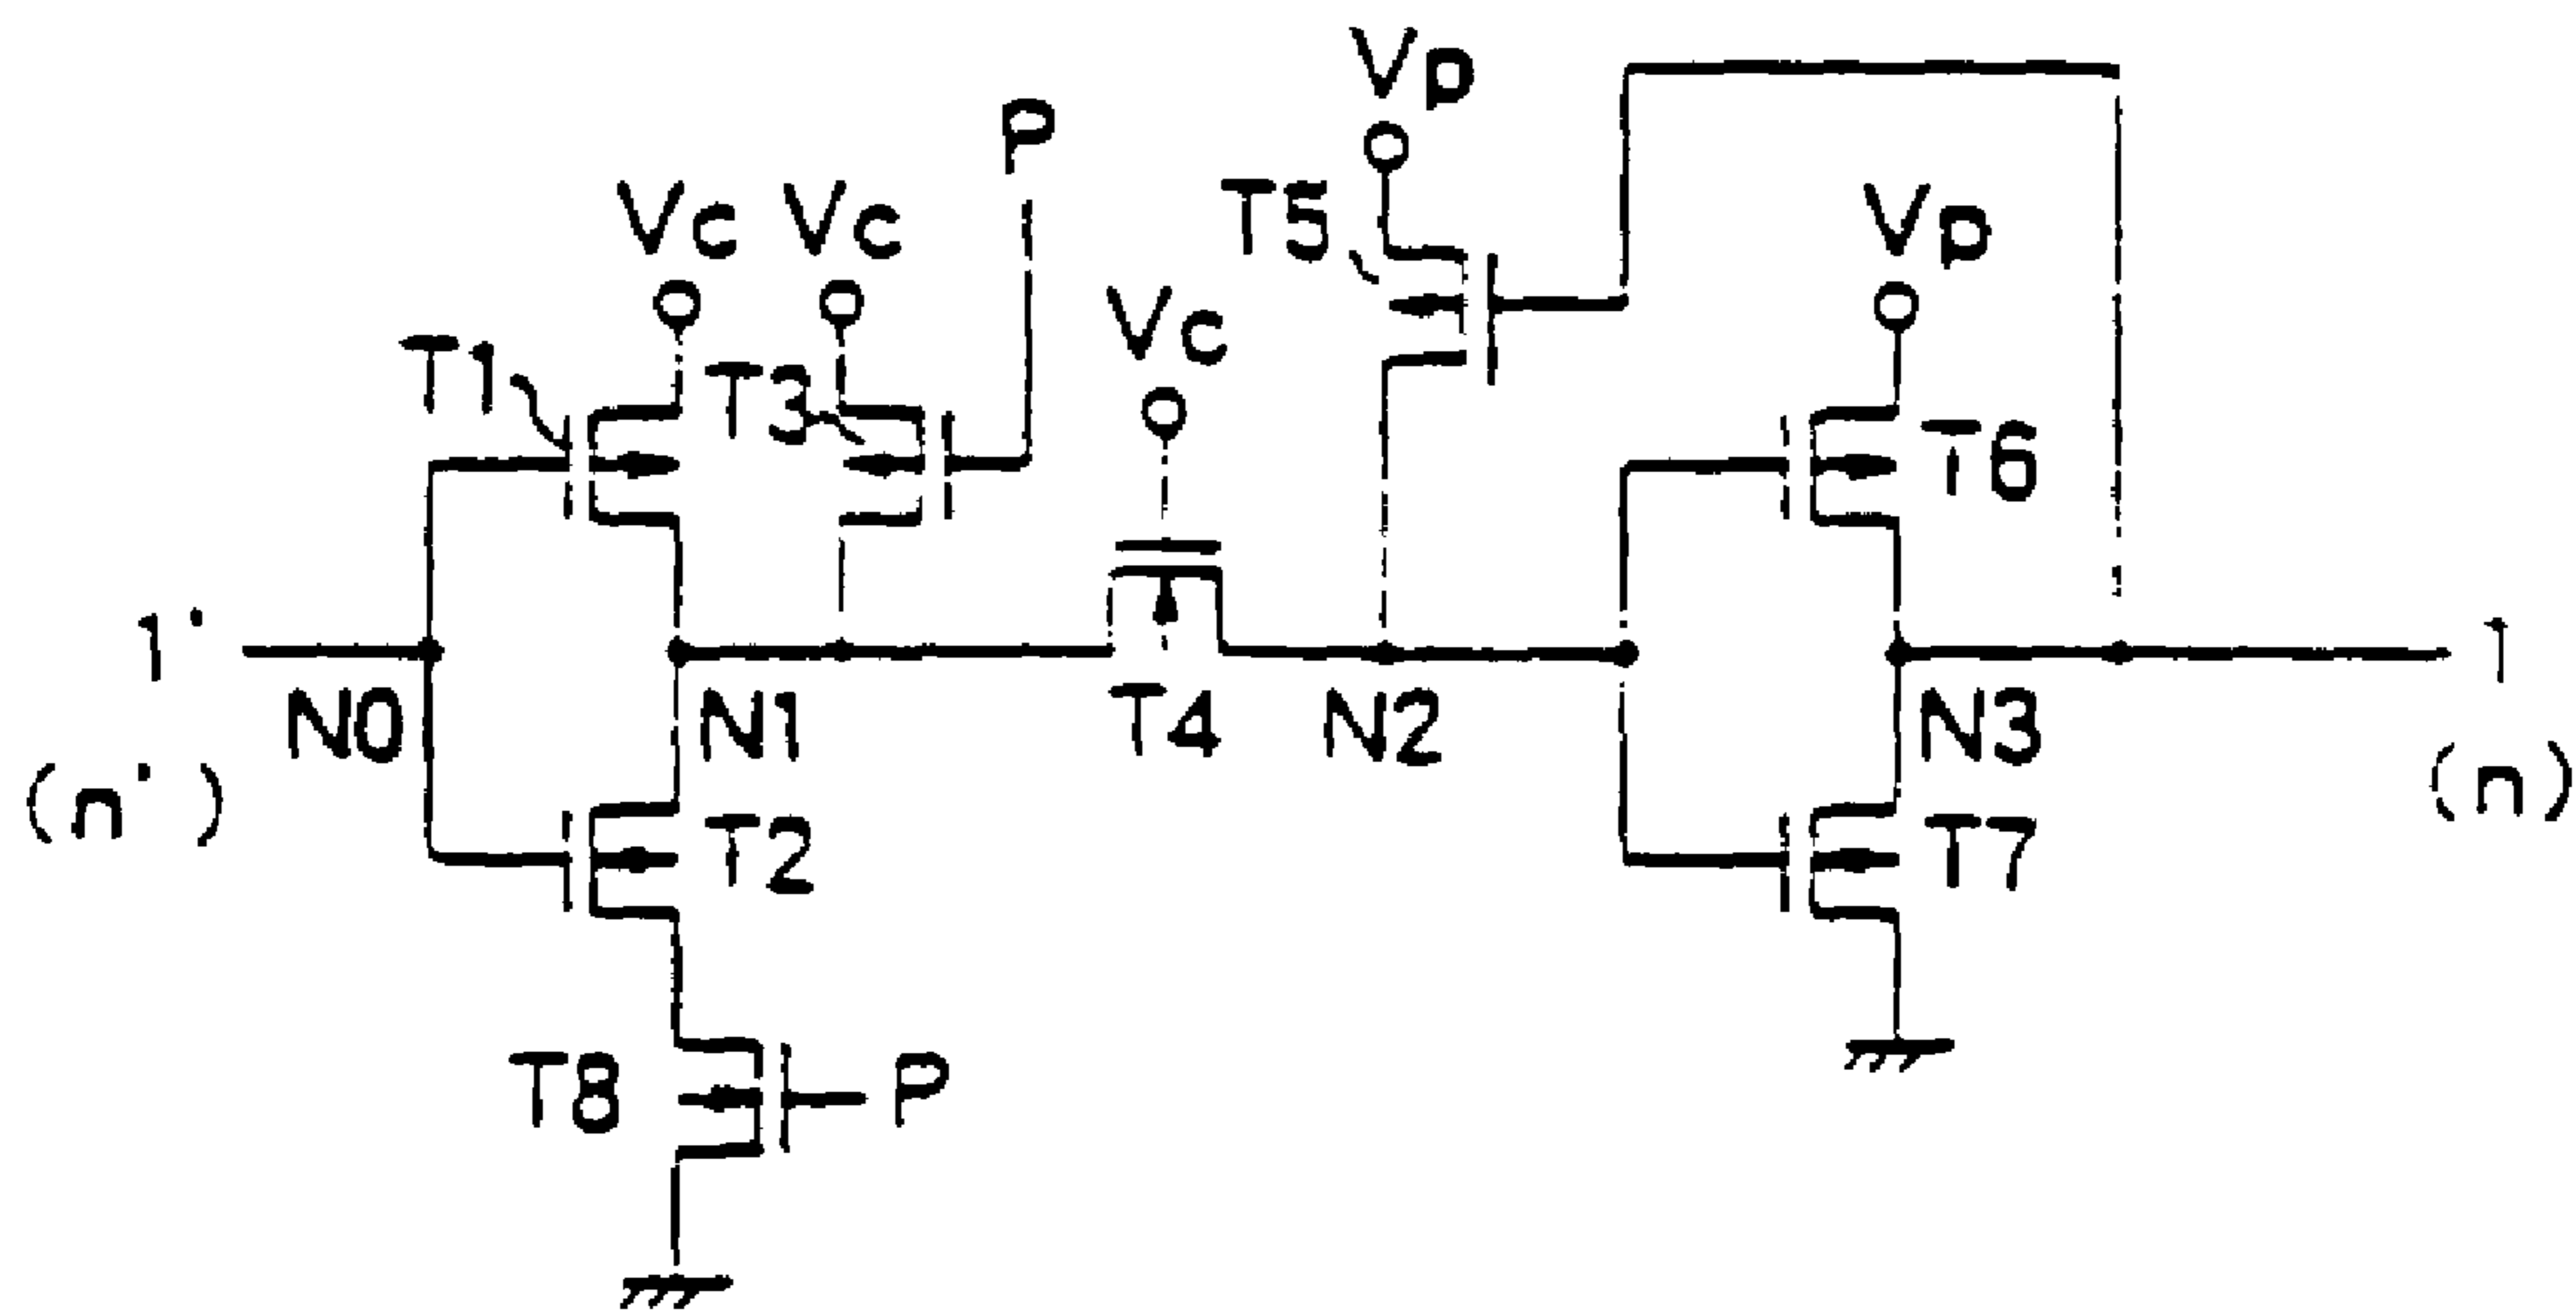 Vp
P
Vc Vc
T5
Vp
Vc
T1
T3
T6
1'
1
N0
N1
T4
N2
N3
(n')
(n)
T2
T7
T8
P